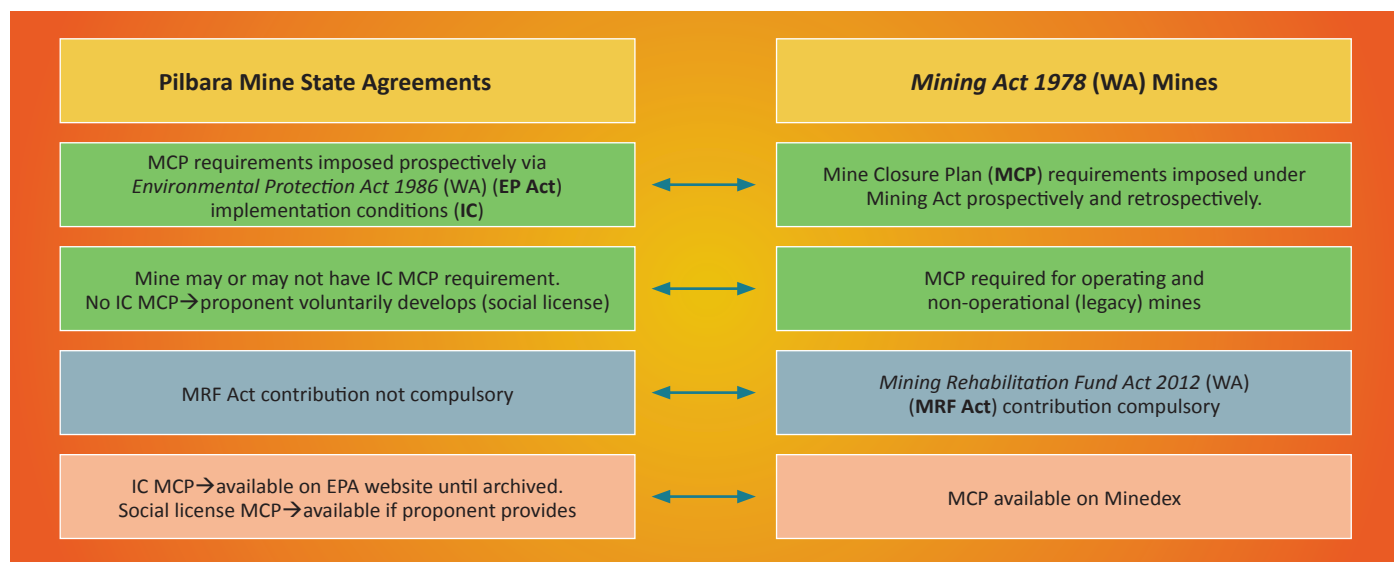 Pilbara Mine State Agreements
Mining Act 1978 (WA) Mines
MCP requirements imposed prospectively via
Environmental Protection Act 1986 (WA) (EP Act)
implementation conditions (IC)
Mine Closure Plan (MCP) requirements imposed under
Mining Act prospectively and retrospectively.
Mine may or may not have IC MCP requirement.
No IC MCP→proponent voluntarily develops (social license)
MCP required for operating and
non-operational (legacy) mines
MRF Act contribution not compulsory
Mining Rehabilitation Fund Act 2012 (WA)
(MRF Act) contribution compulsory
IC MCP→available on EPA website until archived.
Social license MCP→available if proponent provides
MCP available on Minedex